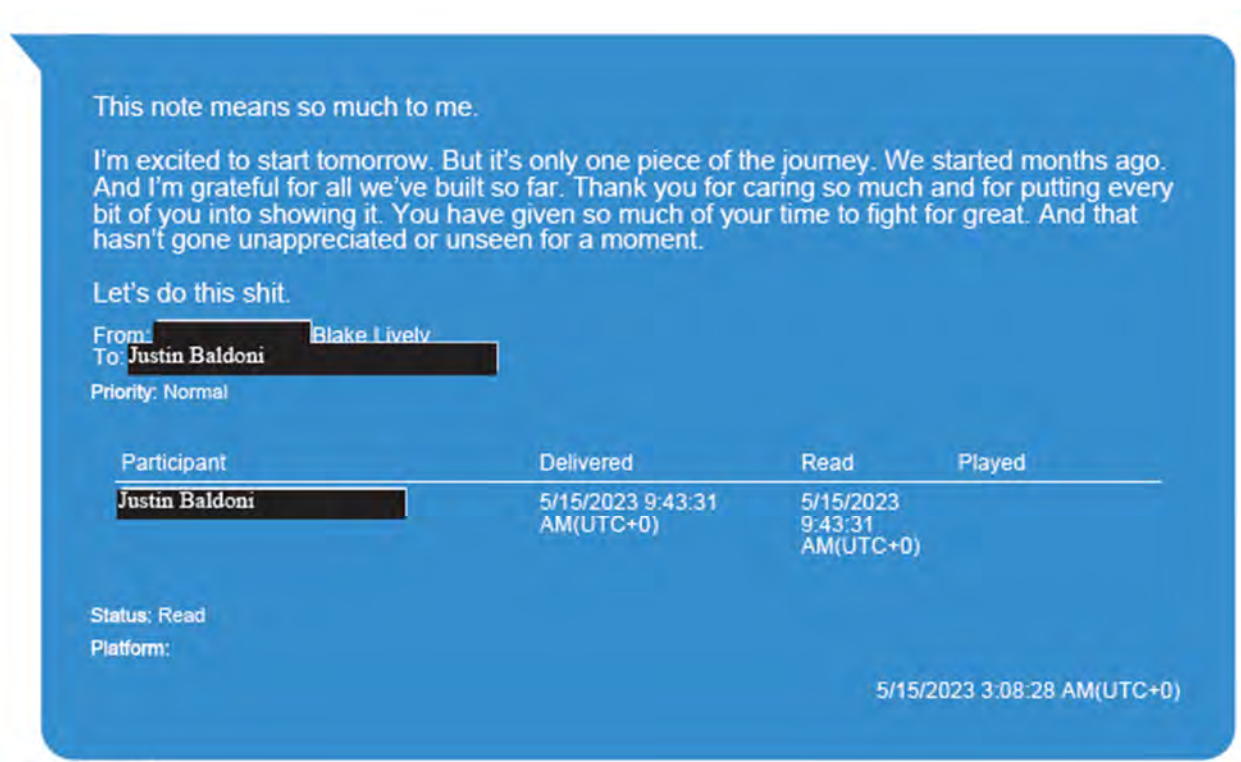 This note means so much to me.
I'm excited to start tomorrow. But it's only one piece of the journey. We started months ago.
And I'm grateful for all we've built so far. Thank you for caring so much and for putting every
bit of you into showing it. You have given so much of your time to fight for great. And that
hasn't gone unappreciated or unseen for a moment.
Let's do this shit.
From: Blake Lively
To: Justin Baldoni
Priority: Normal
Participant Delivered Read Played
Justin Baldoni 5/15/2023 9:43:31 5/15/2023
AM(UTC+0) 9:43:31
AM(UTC+0)
Status: Read
Platform:
5/15/2023 3:08:28 AM(UTC+0)